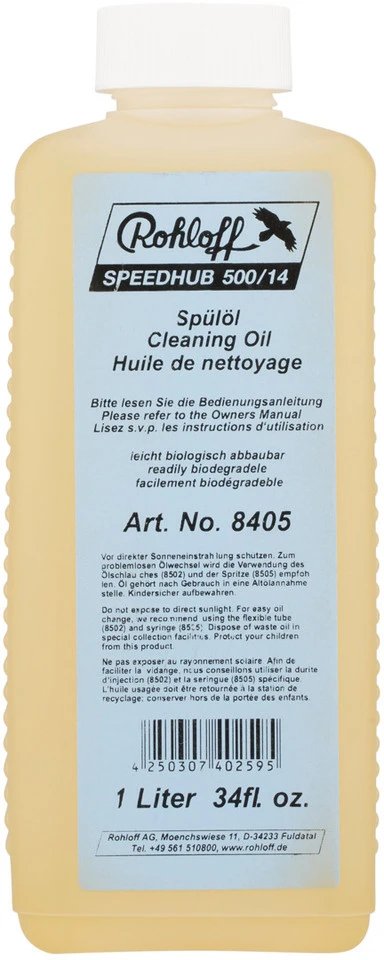 Rohloff
SPEEDHUB 500/14
Spülöl
Cleaning Oil
Huile de nettoyage
Bitte lesen Sie die Bedienungsanleitung
Please refer to the Owners Manual
Lisez s.v.p. les instructions d'utilisation
leicht biologisch abbaubar
readily biodegradele
facilement biodégradeble
Art. No. 8405
Vor direkter Sonneneinstrahlung schützen. Zum
problemlosen Ölwechsel wird die Verwendung des
Ölschlau ches (8502) und der Spritze (8505) empfoh
len. Öl gehört nach Gebrauch in eine Altölannahme
stelle. Kindersicher aufbewahren.
Do not expose to direct sunlight. For easy oil
change, we recommend using the flexible tube
(8502) and syringe (8505). Dispose of waste oil in
special collection facilities. Protect your children
from this product.
Ne pas exposer au rayonnement solaire. Afin de
faciliter la vidange, nous conseillons utiliser la durite
d'injection (8502) et la seringue (8505) spécifique.
L'huile usagée doit être retournée à la station de
recyclage; conserver hors de la portée des enfants.
4 250307 402595
1 Liter 34fl. oz.
Rohloff AG, Moenchswiese 11, D-34233 Fuldatal
Tel. +49 561 510800, www.rohloff.de